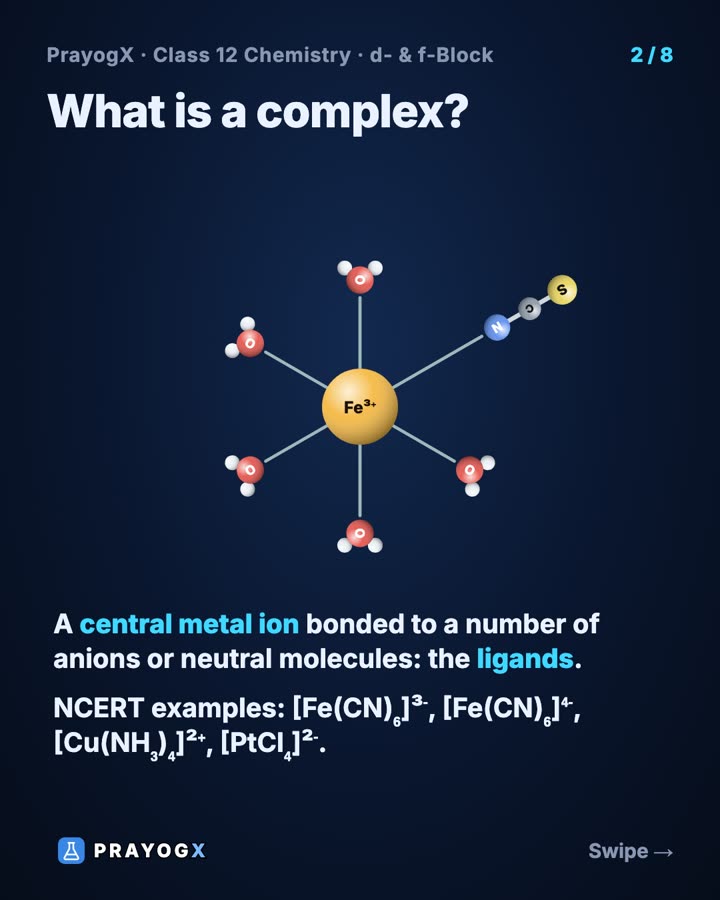 PrayogX · Class 12 Chemistry · d- & f-Block
2 / 8
What is a complex?
O
S
C
N
O
Fe³⁺
O
O
O
A central metal ion bonded to a number of
anions or neutral molecules: the ligands.
NCERT examples: [Fe(CN)₆]³⁻, [Fe(CN)₆]⁴⁻,
[Cu(NH₃)₄]²⁺, [PtCl₄]²⁻.
PRAYOGX
Swipe →